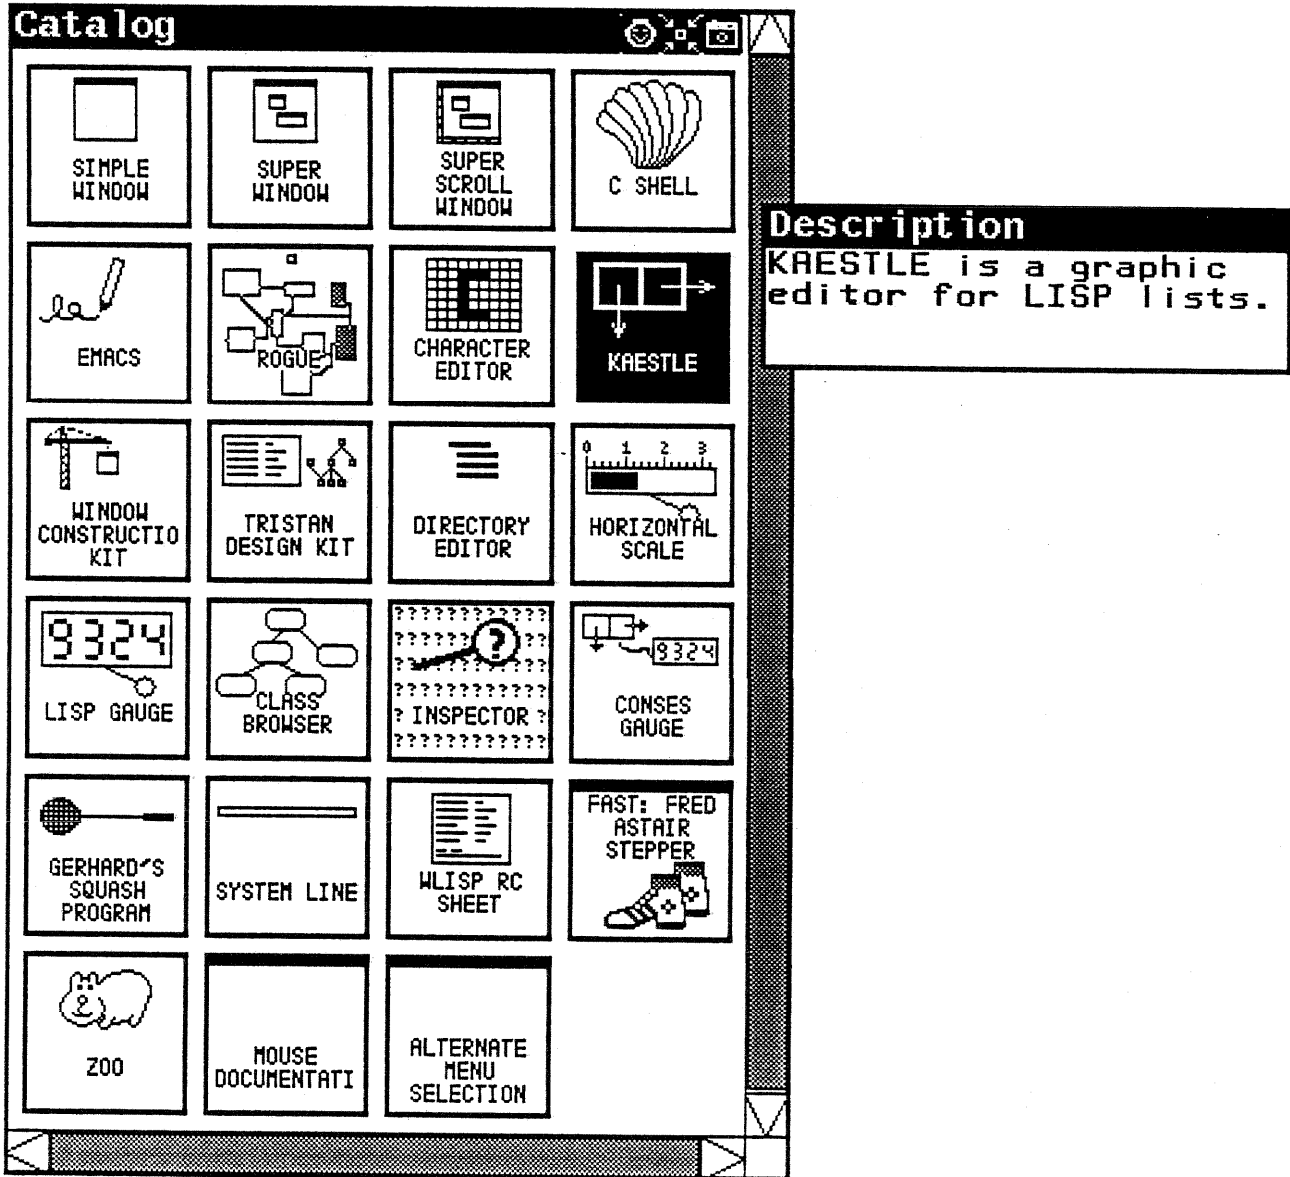 Catalog
SIMPLE
WINDOW
SUPER
WINDOW
SUPER
SCROLL
WINDOW
C SHELL
EMACS
ROGUE
CHARACTER
EDITOR
KAESTLE
Description
KAESTLE is a graphic
editor for LISP lists.
WINDOW
CONSTRUCTIO
KIT
TRISTAN
DESIGN KIT
DIRECTORY
EDITOR
0 1 2 3
HORIZONTAL
SCALE
9324
LISP GAUGE
CLASS
BROWSER
?????????????
?????????????
?
?????????????
?????????????
? INSPECTOR ?
?????????????
9324
CONSES
GAUGE
GERHARD'S
SQUASH
PROGRAM
SYSTEM LINE
WLISP RC
SHEET
FAST: FRED
ASTAIR
STEPPER
ZOO
MOUSE
DOCUMENTATI
ALTERNATE
MENU
SELECTION